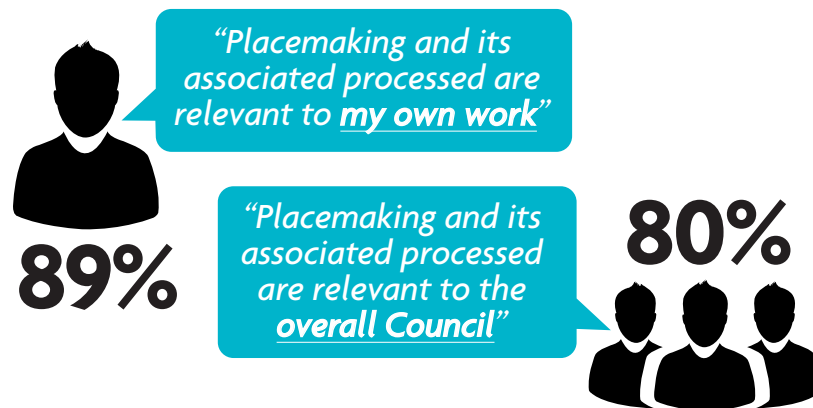 “Placemaking and its
associated processed are
relevant to my own work”
89%
“Placemaking and its
associated processed
are relevant to the
overall Council”
80%